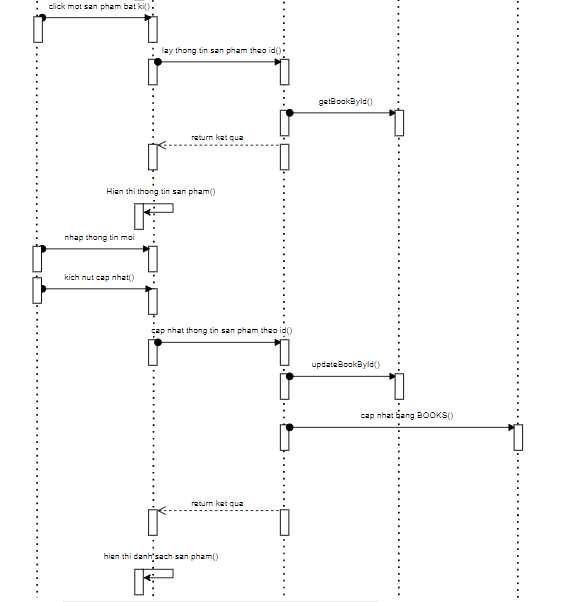 click mot san pham bat ki()
lay thong tin san pham theo id()
getBookById()
return ket qua
Hien thi thong tin san pham()
nhap thong tin moi
kich nut cap nhat()
cap nhat thong tin san pham theo id()
updateBookById()
cap nhat bang BOOKS()
return ket qua
hien thi danh sach san pham()